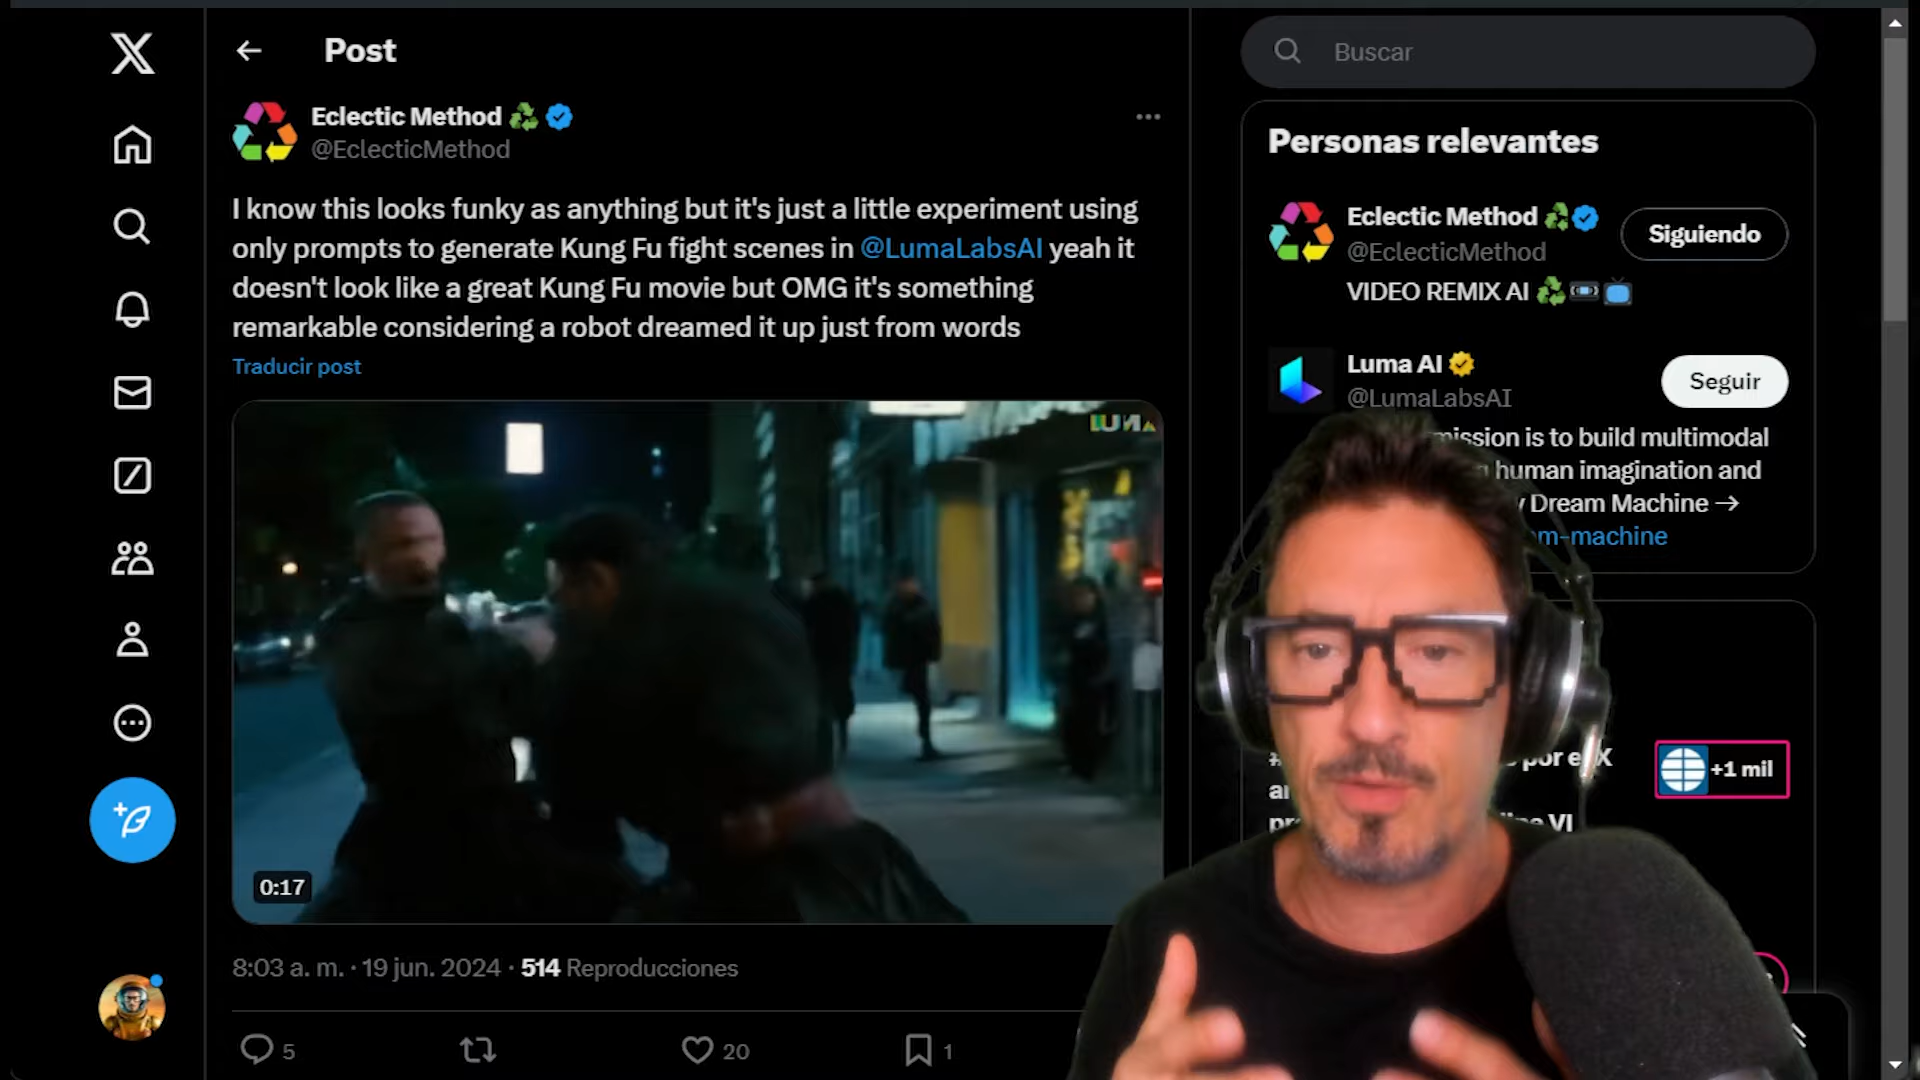 Post
Buscar
Eclectic Method
@EclecticMethod
I know this looks funky as anything but it's just a little experiment using
only prompts to generate Kung Fu fight scenes in @LumaLabsAI yeah it
doesn't look like a great Kung Fu movie but OMG it's something
remarkable considering a robot dreamed it up just from words
Traducir post
LUMA
0:17
8:03 a. m. · 19 jun. 2024 · 514 Reproducciones
5
20
1
Personas relevantes
Eclectic Method
@EclecticMethod
Siguiendo
VIDEO REMIX AI
Luma AI
@LumaLabsAI
Seguir
mission is to build multimodal
human imagination and
Dream Machine →
m-machine
por e X
+1 mil
VI